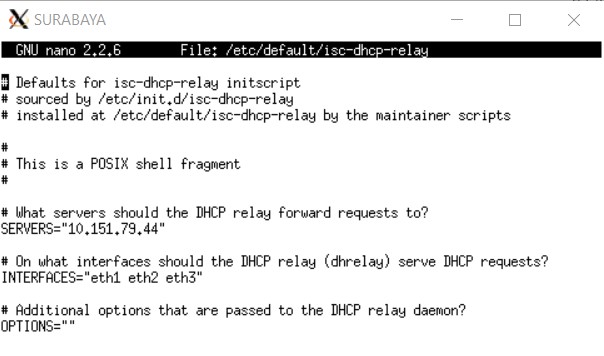 SURABAYA
GNU nano 2.2.6 File: /etc/default/isc-dhcp-relay
# Defaults for isc-dhcp-relay initscript
# sourced by /etc/init.d/isc-dhcp-relay
# installed at /etc/default/isc-dhcp-relay by the maintainer scripts
#
# This is a POSIX shell fragment
#
# What servers should the DHCP relay forward requests to?
SERVERS="10.151.79.44"
# On what interfaces should the DHCP relay (dhrelay) serve DHCP requests?
INTERFACES="eth1 eth2 eth3"
# Additional options that are passed to the DHCP relay daemon?
OPTIONS=""